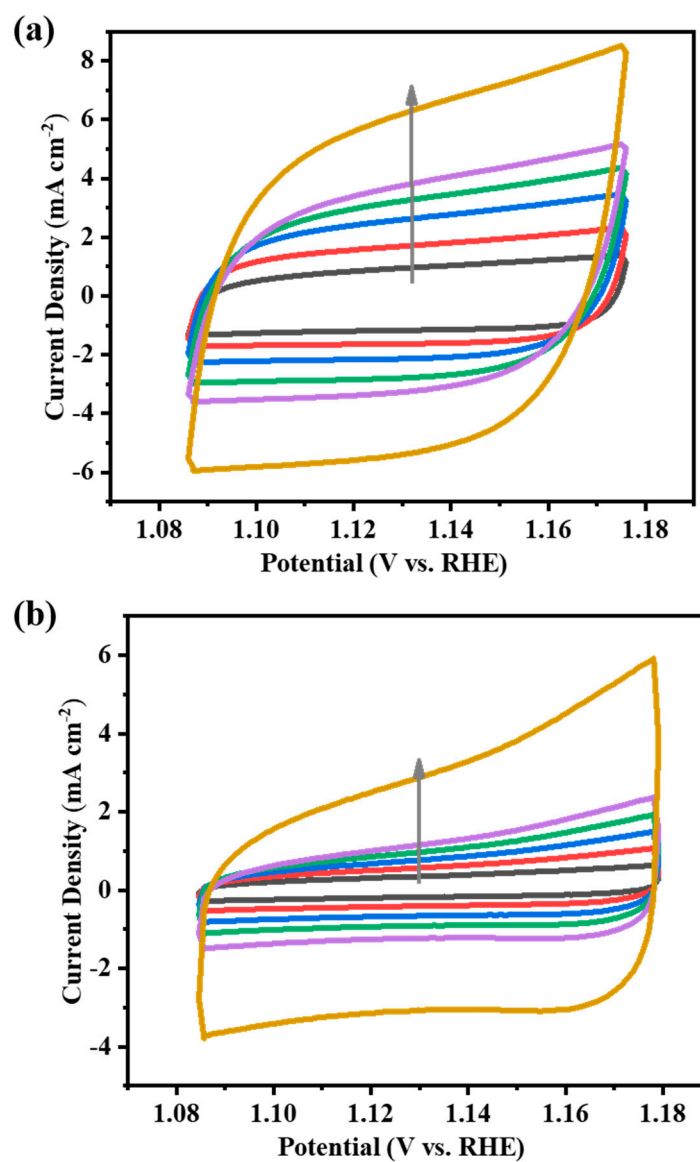 (a)
8
6
4
2
0
-2
-4
-6
Current Density (mA cm-2)
1.08 1.10 1.12 1.14 1.16 1.18
Potential (V vs. RHE)
(b)
6
4
2
0
-2
-4
Current Density (mA cm-2)
1.08 1.10 1.12 1.14 1.16 1.18
Potential (V vs. RHE)